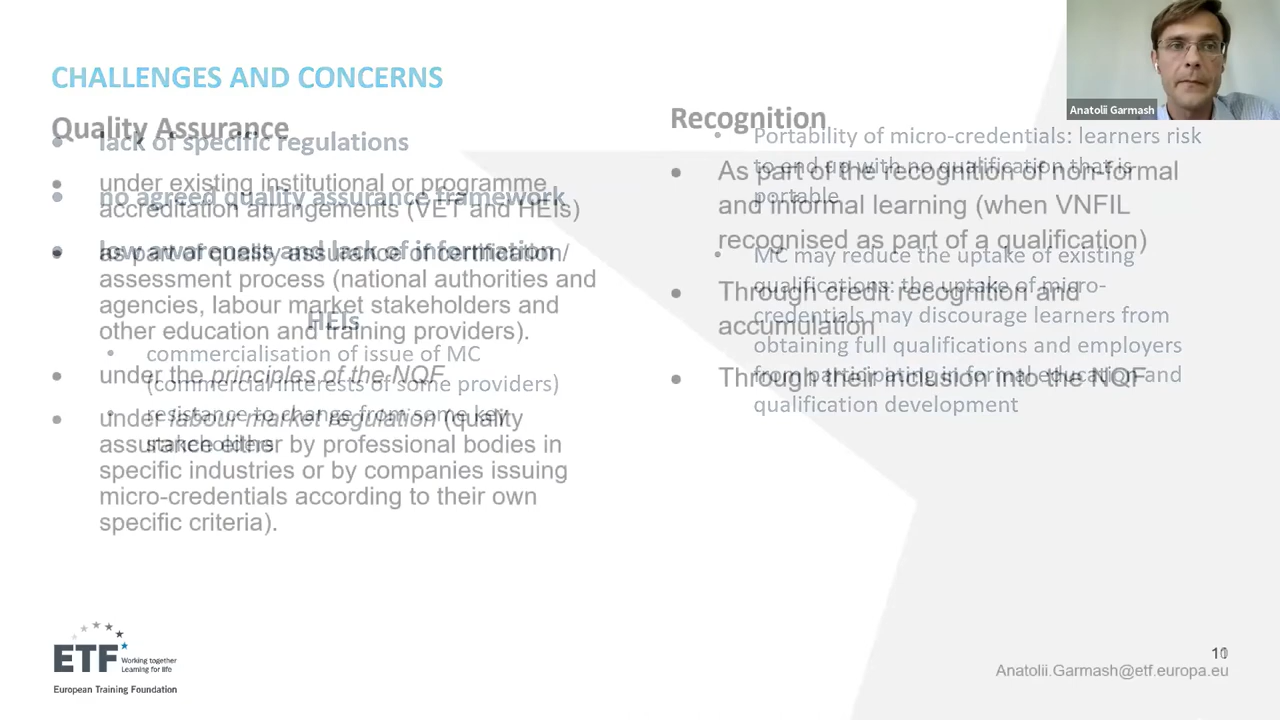 CHALLENGES AND CONCERNS
Quality Assurance
lack of specific regulations
under existing institutional or programme
no agreed quality assurance framework
accreditation arrangements (VET and HEIs)
low awareness and lack of information
as part of quality assurance of certification/
assessment process (national authorities and
agencies, labour market stakeholders and
HEIs
other education and training providers).
commercialisation of issue of MC
under the principles of the NQF
(commercial interests of some providers)
resistance to change from some key
under labour market regulation (quality
stakeholders
assurance either by professional bodies in
specific industries or by companies issuing
micro-credentials according to their own
specific criteria).
Recognition
Portability of micro-credentials: learners risk
to end up with no qualification that is
As part of the recognition of non-formal
portable
and informal learning (when VNFIL
recognised as part of a qualification)
MC may reduce the uptake of existing
qualifications: the uptake of micro-
Through credit recognition and
credentials may discourage learners from
accumulation
obtaining full qualifications and employers
from participating in formal education and
Through their inclusion into the NQF
qualification development
Anatolii Garmash
ETF
Working together
Learning for life
European Training Foundation
Anatolii.Garmash@etf.europa.eu